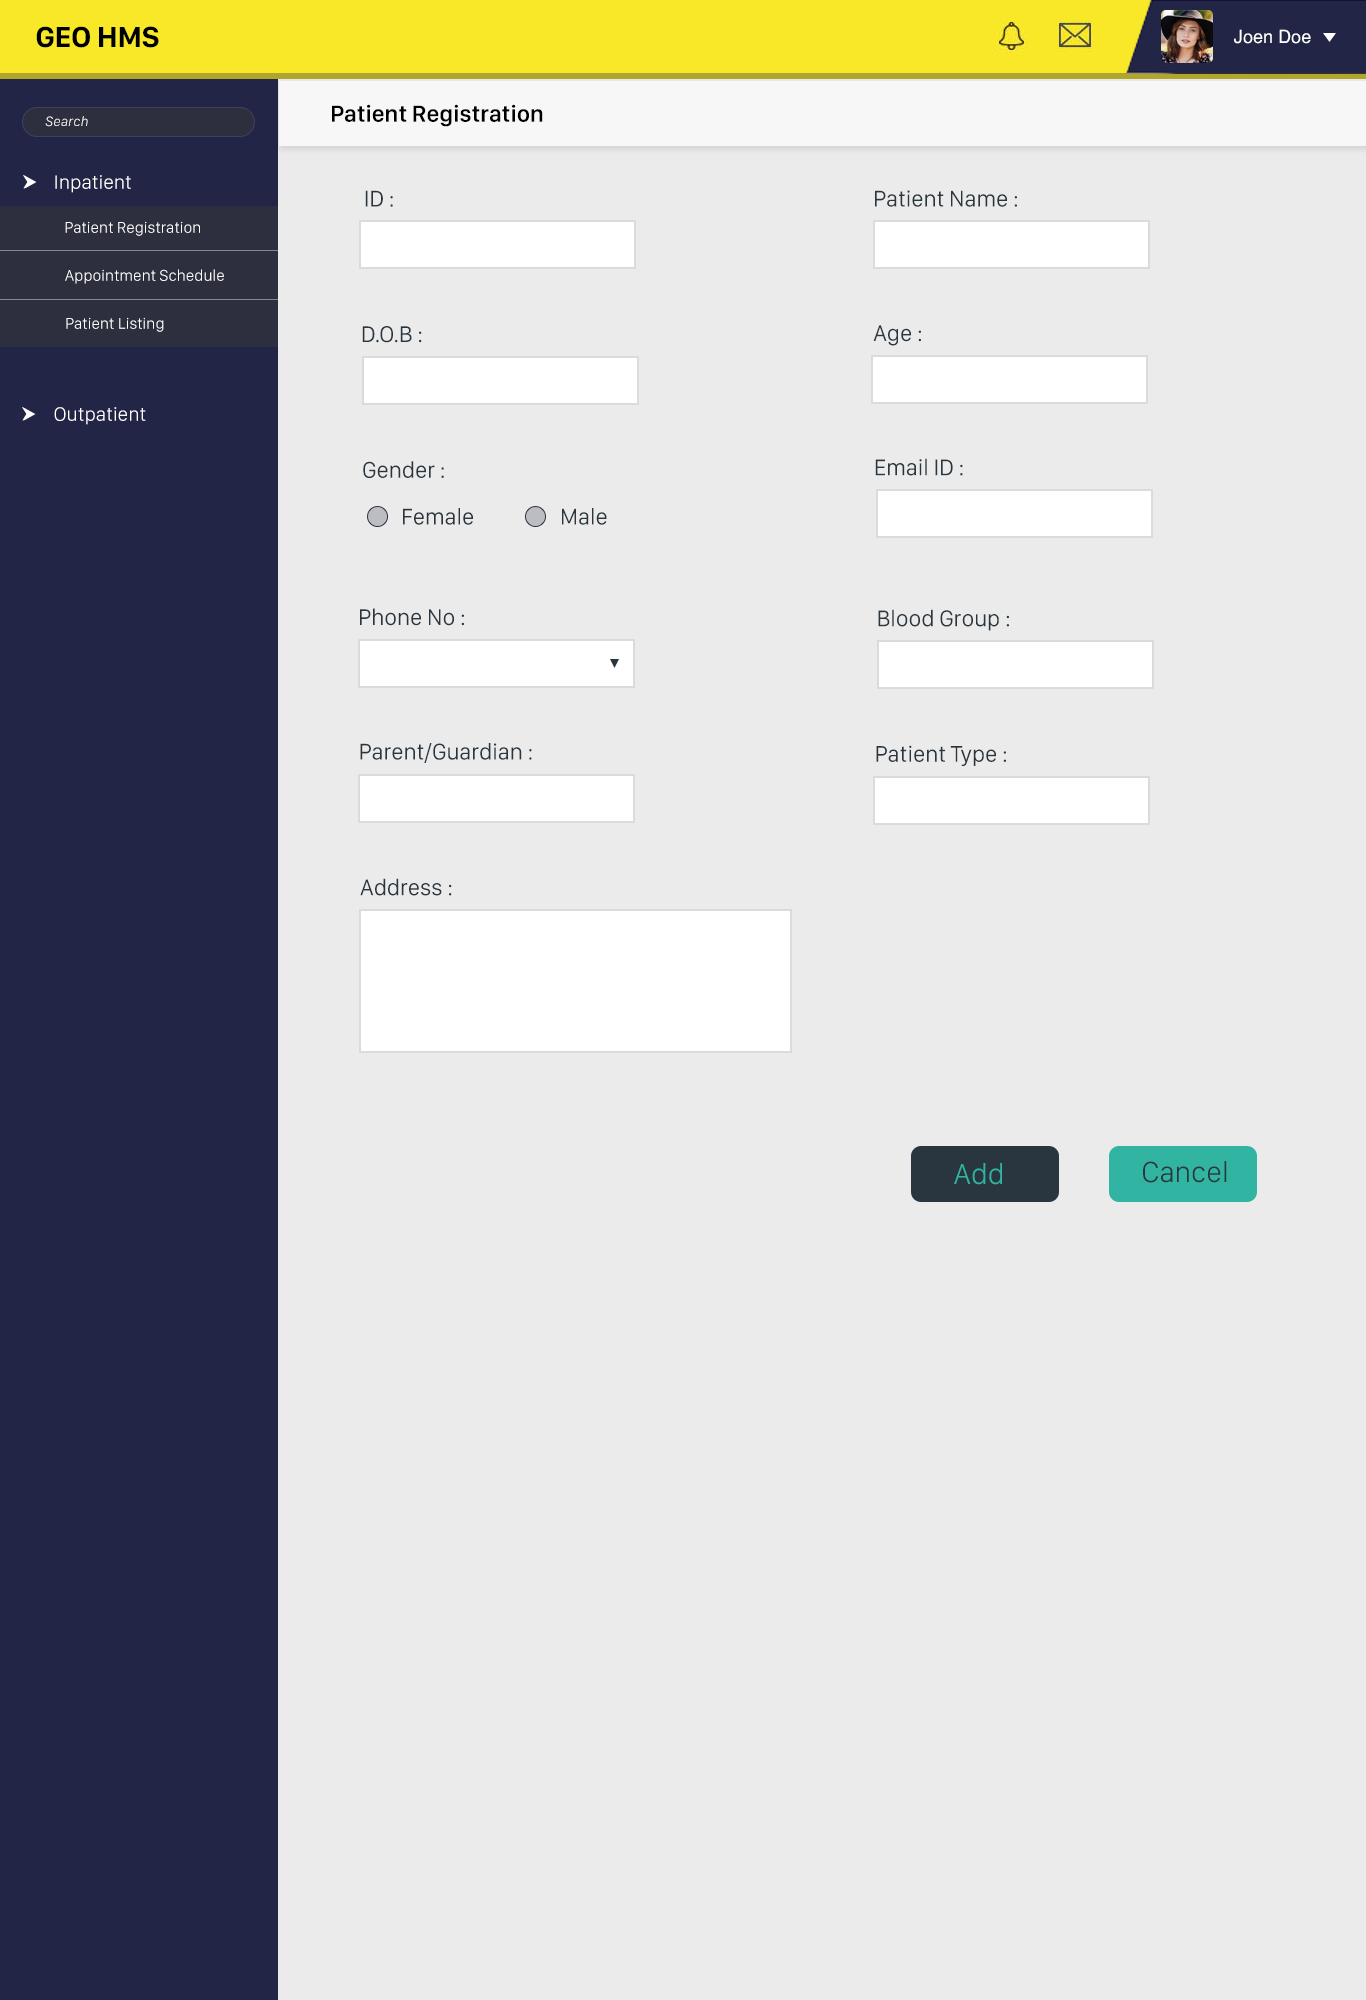 GEO HMS
Joen Doe
Search
Inpatient
Patient Registration
Appointment Schedule
Patient Listing
Outpatient
Patient Registration
ID :
Patient Name :
D.O.B :
Age :
Gender :
Female
Male
Email ID :
Phone No :
Blood Group :
Parent/Guardian :
Patient Type :
Address :
Add
Cancel